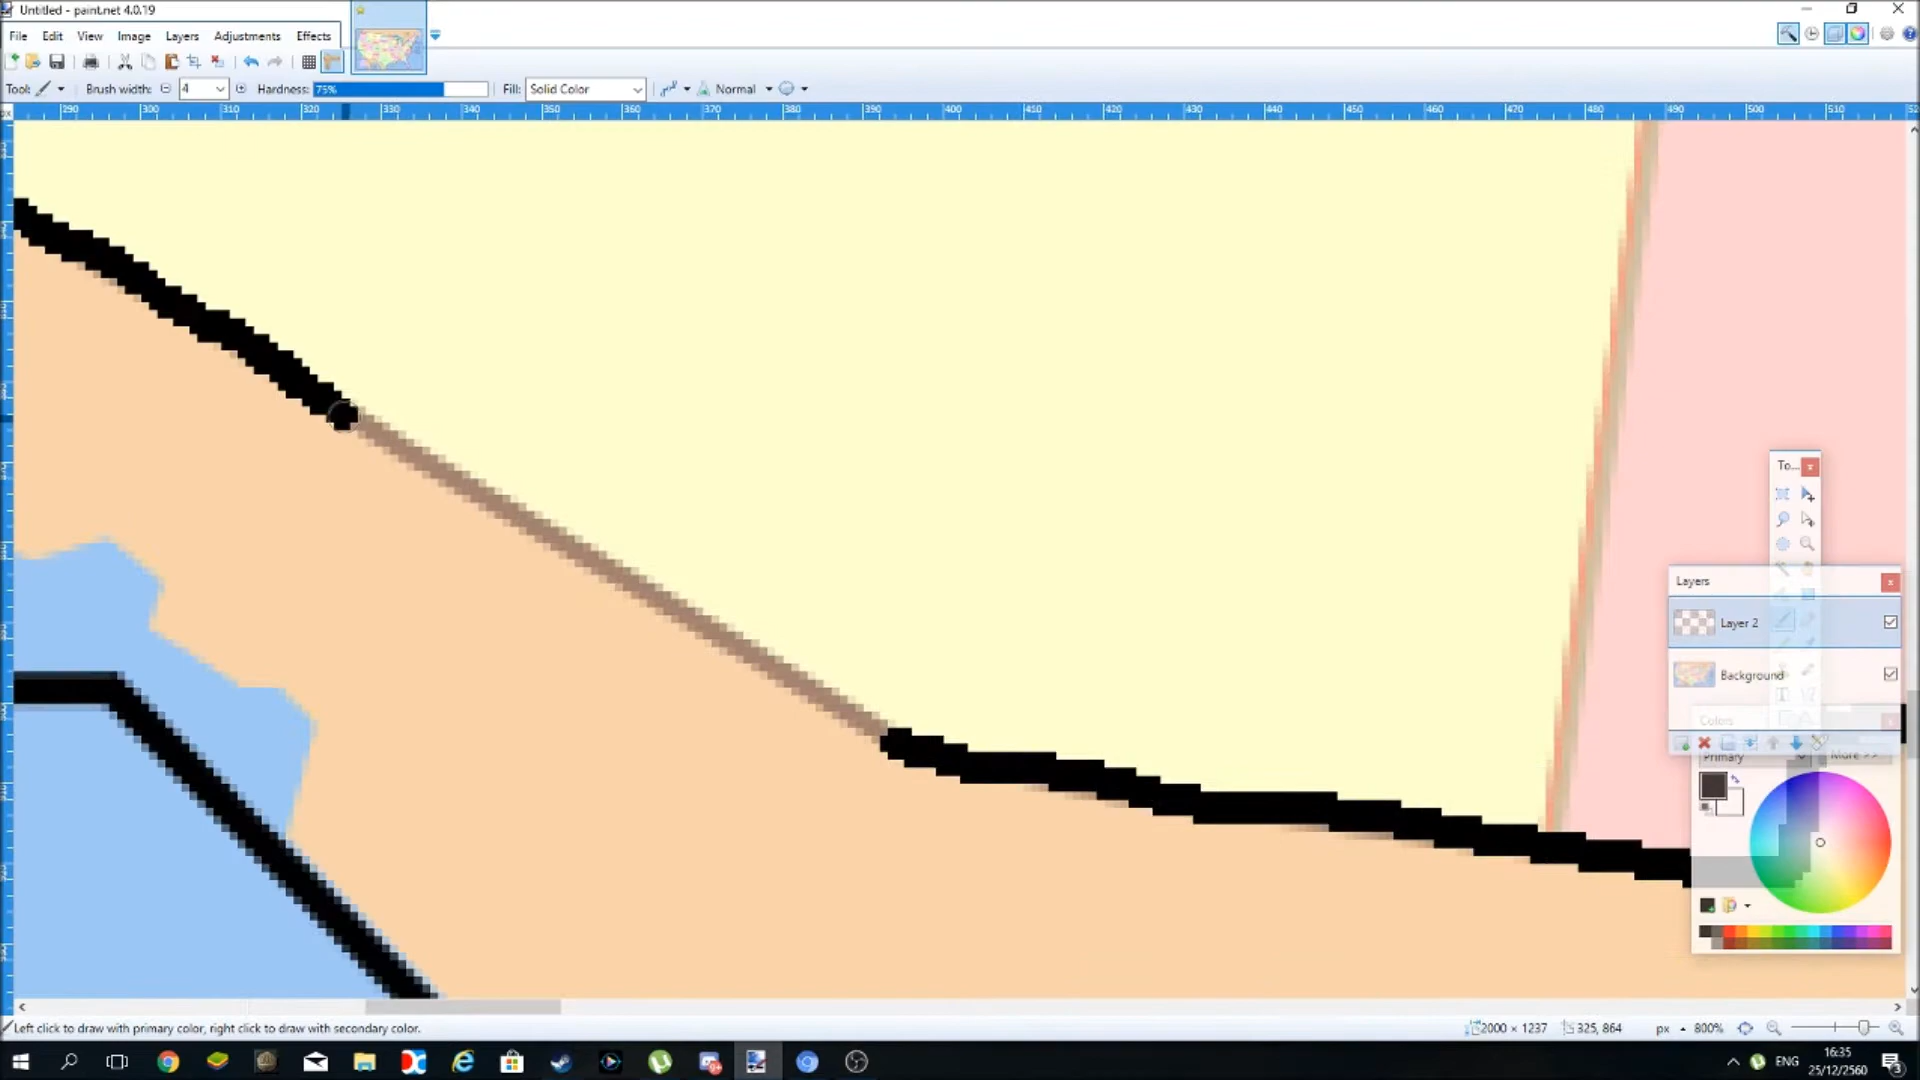 Untitled - paint.net 4.0.19
File Edit View Image Layers Adjustments Effects
Tool: Brush width: 4 Hardness: 75% Fill: Solid Color Normal
px 290 300 310 320 330 340 350 360 370 380 390 400 410 420 430 440 450 460 470 480 490 500 510
To...
Layers
Layer 2
Background
Colors
Primary More >>
Left click to draw with primary color, right click to draw with secondary color.
2000 × 1237 325, 864 px 800%
ENG 16:35
25/12/2560